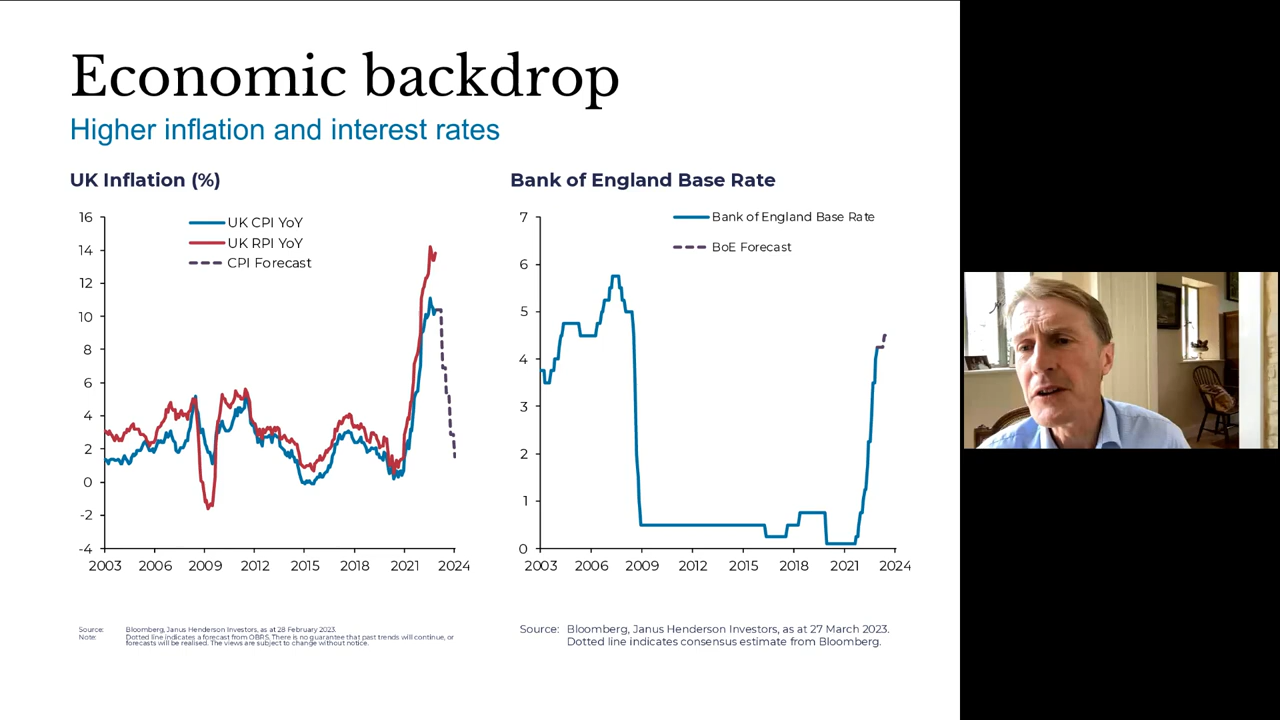 Economic backdrop
Higher inflation and interest rates
UK Inflation (%)
16
14
12
10
8
6
4
2
0
-2
-4
UK CPI YoY
UK RPI YoY
CPI Forecast
2003 2006 2009 2012 2015 2018 2021 2024
Source: Bloomberg, Janus Henderson Investors, as at 28 February 2023.
Note: Dotted line indicates a forecast from OBRS. There is no guarantee that past trends will continue, or
forecasts will be realised. The views are subject to change without notice.
Bank of England Base Rate
7
6
5
4
3
2
1
0
Bank of England Base Rate
BoE Forecast
2003 2006 2009 2012 2015 2018 2021 2024
Source: Bloomberg, Janus Henderson Investors, as at 27 March 2023.
Dotted line indicates consensus estimate from Bloomberg.